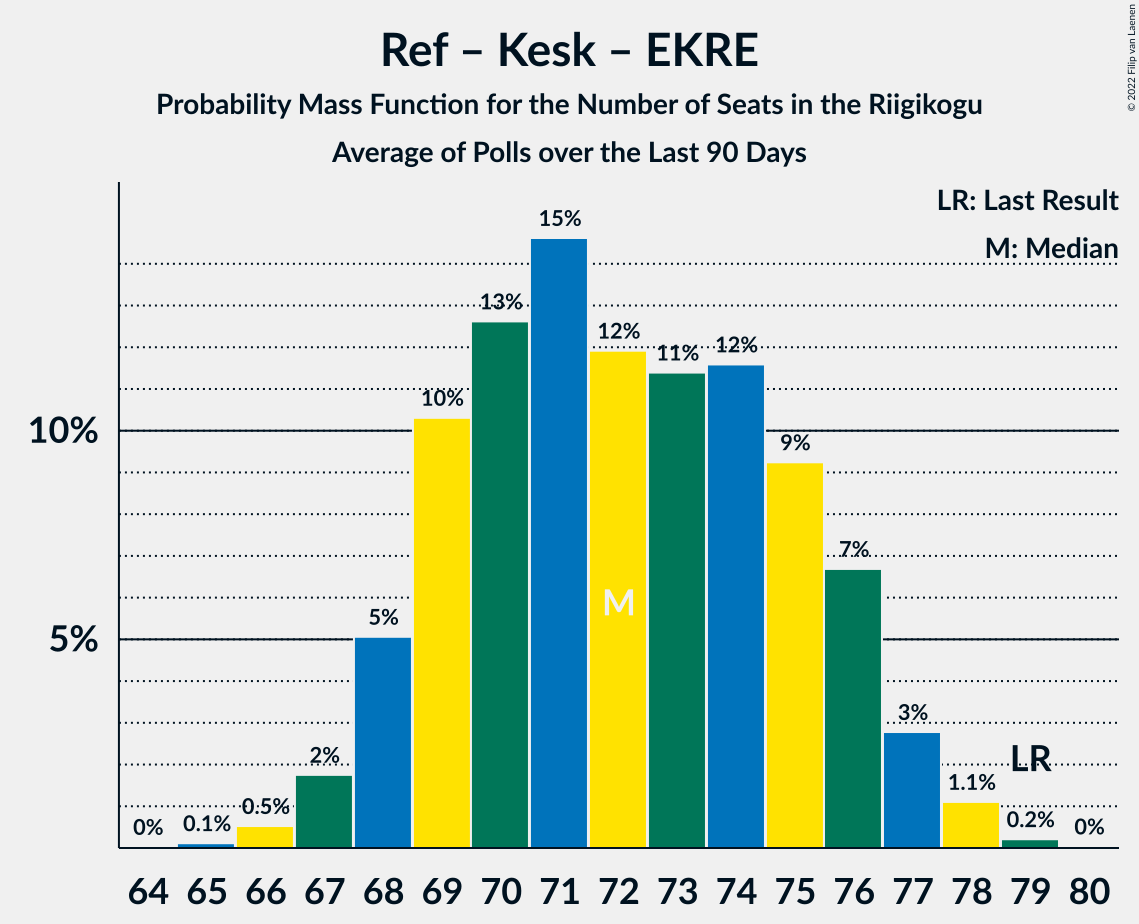 Ref – Kesk – EKRE
Probability Mass Function for the Number of Seats in the Riigikogu
Average of Polls over the Last 90 Days
© 2022 Filip van Laenen
LR: Last Result
M: Median
15%
13%
12%
11%
12%
10%
10%
9%
7%
M
5%
5%
3%
2%
LR
1.1%
0.5%
0.2%
0%
0.1%
0%
64 65 66 67 68 69 70 71 72 73 74 75 76 77 78 79 80